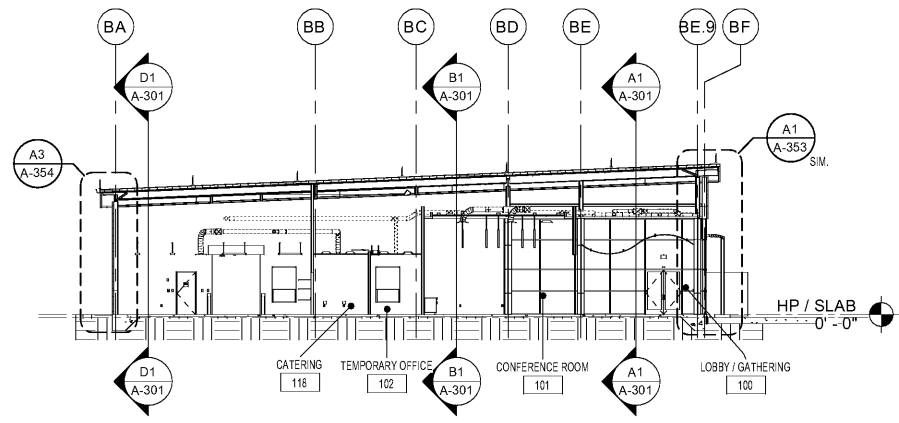 BA
BB
BC
BD
BE
BE.9
BF
D1
A-301
B1
A-301
A1
A-301
A1
A-353
SIM.
A3
A-354
HP / SLAB
0' -0"
CATERING
118
TEMPORARY OFFICE
102
CONFERENCE ROOM
101
LOBBY / GATHERING
100
D1
A-301
B1
A-301
A1
A-301